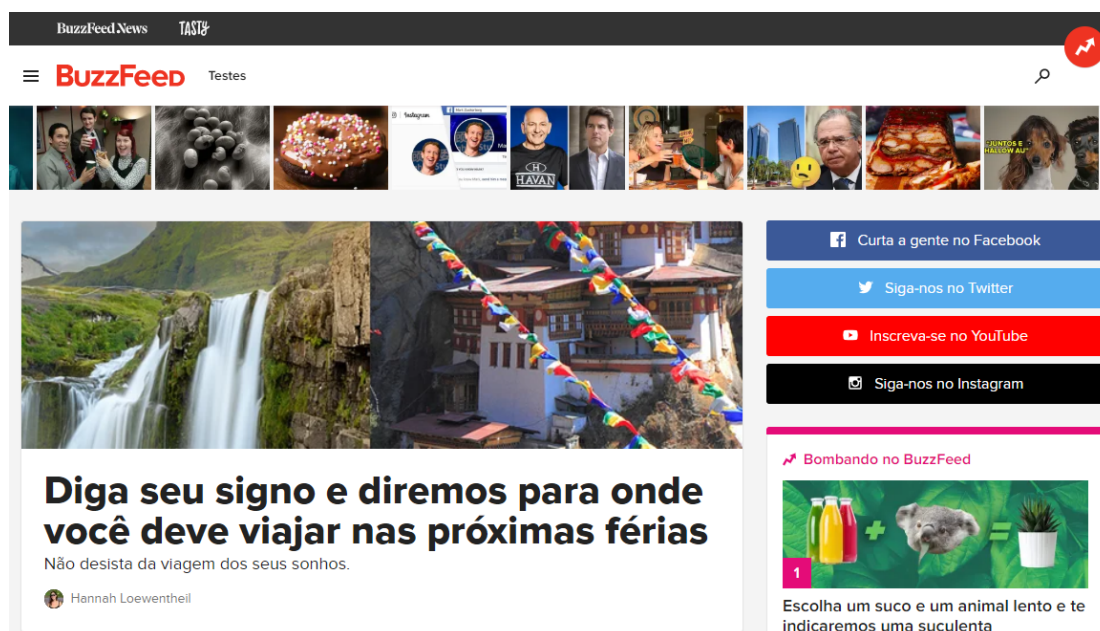 BuzzFeed News TASTY
BuzzFeed Testes
Instagram
HAVAN
"JUNTOS E
HALLOW AU"
Curta a gente no Facebook
Siga-nos no Twitter
Inscreva-se no YouTube
Siga-nos no Instagram
Diga seu signo e diremos para onde
você deve viajar nas próximas férias
Não desista da viagem dos seus sonhos.
Hannah Loewentheil
Bombando no BuzzFeed
+ =
1
Escolha um suco e um animal lento e te
indicaremos uma suculenta